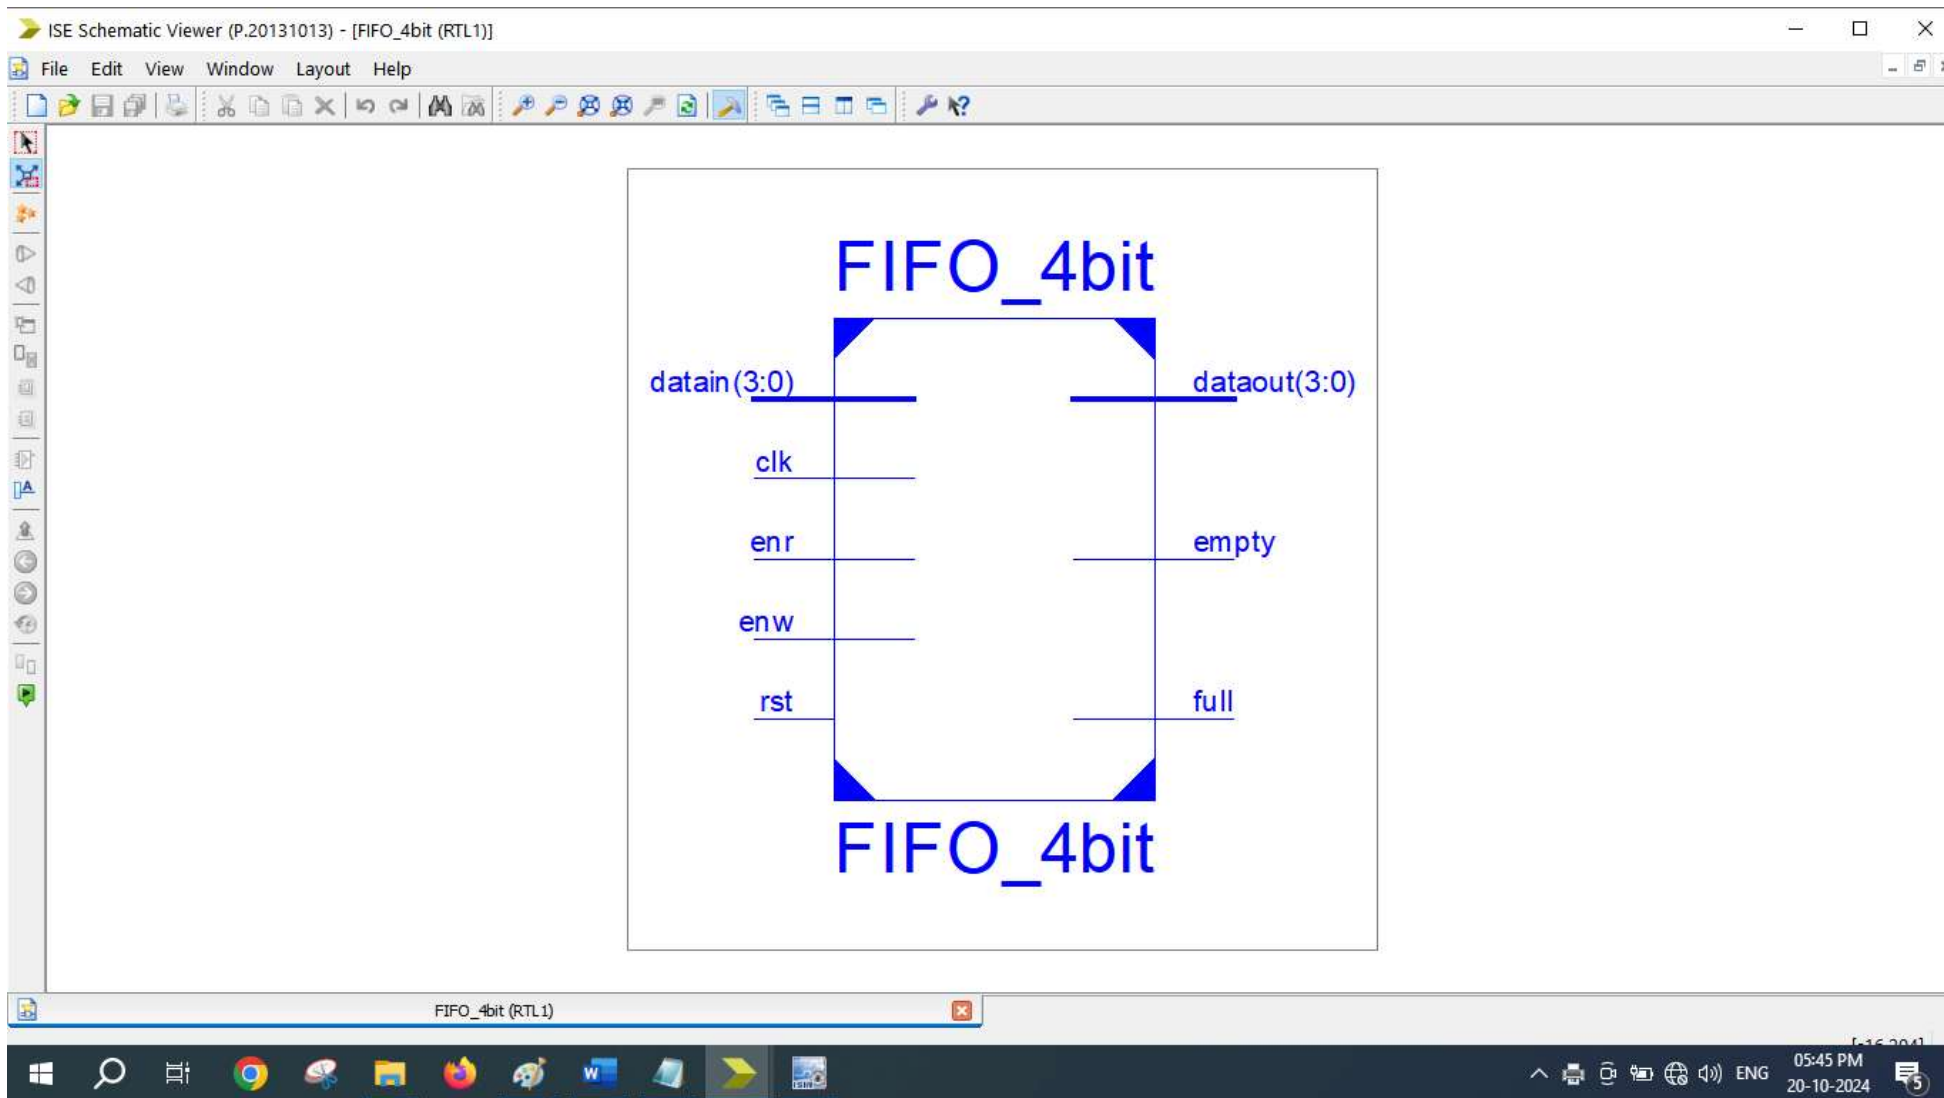 ISE Schematic Viewer (P.20131013) - [FIFO_4bit (RTL1)]
File Edit View Window Layout Help
FIFO_4bit
datain(3:0) dataout(3:0)
clk
enr empty
enw
rst full
FIFO_4bit
FIFO_4bit (RTL1)
05:45 PM
ENG
20-10-2024
5